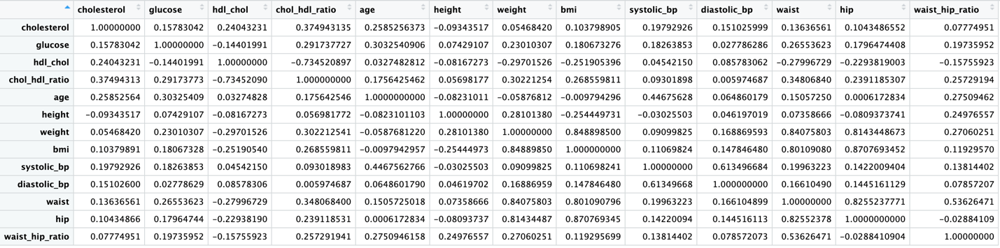 cholesterol glucose hdl_chol chol_hdl_ratio age height weight bmi systolic_bp diastolic_bp waist hip waist_hip_ratio
cholesterol 1.00000000 0.15783042 0.24043231 0.374943135 0.2585256373 −0.09343517 0.05468420 0.103798905 0.19792926 0.151025999 0.13636561 0.1043486552 0.07774951
glucose 0.15783042 1.00000000 −0.14401991 0.291737727 0.3032540906 0.07429107 0.23010307 0.180673276 0.18263853 0.027786286 0.26553623 0.1796474408 0.19735952
hdl_chol 0.24043231 −0.14401991 1.00000000 −0.734520897 0.0327482812 −0.08167273 −0.29701526 −0.251905396 0.04542150 0.085783062 −0.27996729 −0.2293819003 −0.15755923
chol_hdl_ratio 0.37494313 0.29173773 −0.73452090 1.000000000 0.1756425462 0.05698177 0.30221254 0.268559811 0.09301898 0.005974687 0.34806840 0.2391185307 0.25729194
age 0.25852564 0.30325409 0.03274828 0.175642546 1.0000000000 −0.08231011 −0.05876812 −0.009794296 0.44675628 0.064860179 0.15057250 0.0006172834 0.27509462
height −0.09343517 0.07429107 −0.08167273 0.056981772 −0.0823101103 1.00000000 0.28101380 −0.254449731 −0.03025503 0.046197019 0.07358666 −0.0809373741 0.24976557
weight 0.05468420 0.23010307 −0.29701526 0.302212541 −0.0587681220 0.28101380 1.00000000 0.848898500 0.09099825 0.168869593 0.84075803 0.8143448673 0.27060251
bmi 0.10379891 0.18067328 −0.25190540 0.268559811 −0.0097942957 −0.25444973 0.84889850 1.000000000 0.11069824 0.147846480 0.80109080 0.8707693452 0.11929570
systolic_bp 0.19792926 0.18263853 0.04542150 0.093018983 0.4467562766 −0.03025503 0.09099825 0.110698241 1.00000000 0.613496684 0.19963223 0.1422009404 0.13814402
diastolic_bp 0.15102600 0.02778629 0.08578306 0.005974687 0.0648601790 0.04619702 0.16886959 0.147846480 0.61349668 1.000000000 0.16610490 0.1445161129 0.07857207
waist 0.13636561 0.26553623 −0.27996729 0.348068400 0.1505725018 0.07358666 0.84075803 0.801090796 0.19963223 0.166104899 1.00000000 0.8255237771 0.53626471
hip 0.10434866 0.17964744 −0.22938190 0.239118531 0.0006172834 −0.08093737 0.81434487 0.870769345 0.14220094 0.144516113 0.82552378 1.0000000000 −0.02884109
waist_hip_ratio 0.07774951 0.19735952 −0.15755923 0.257291941 0.2750946158 0.24976557 0.27060251 0.119295699 0.13814402 0.078572073 0.53626471 −0.0288410904 1.00000000